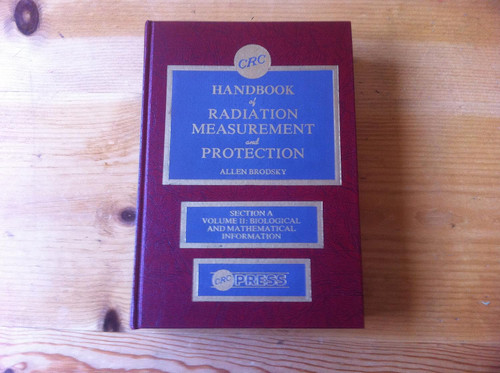 CRC
HANDBOOK
of
RADIATION
MEASUREMENT
and
PROTECTION
ALLEN BRODSKY
SECTION A
VOLUME II: BIOLOGICAL
AND MATHEMATICAL
INFORMATION
CRC PRESS